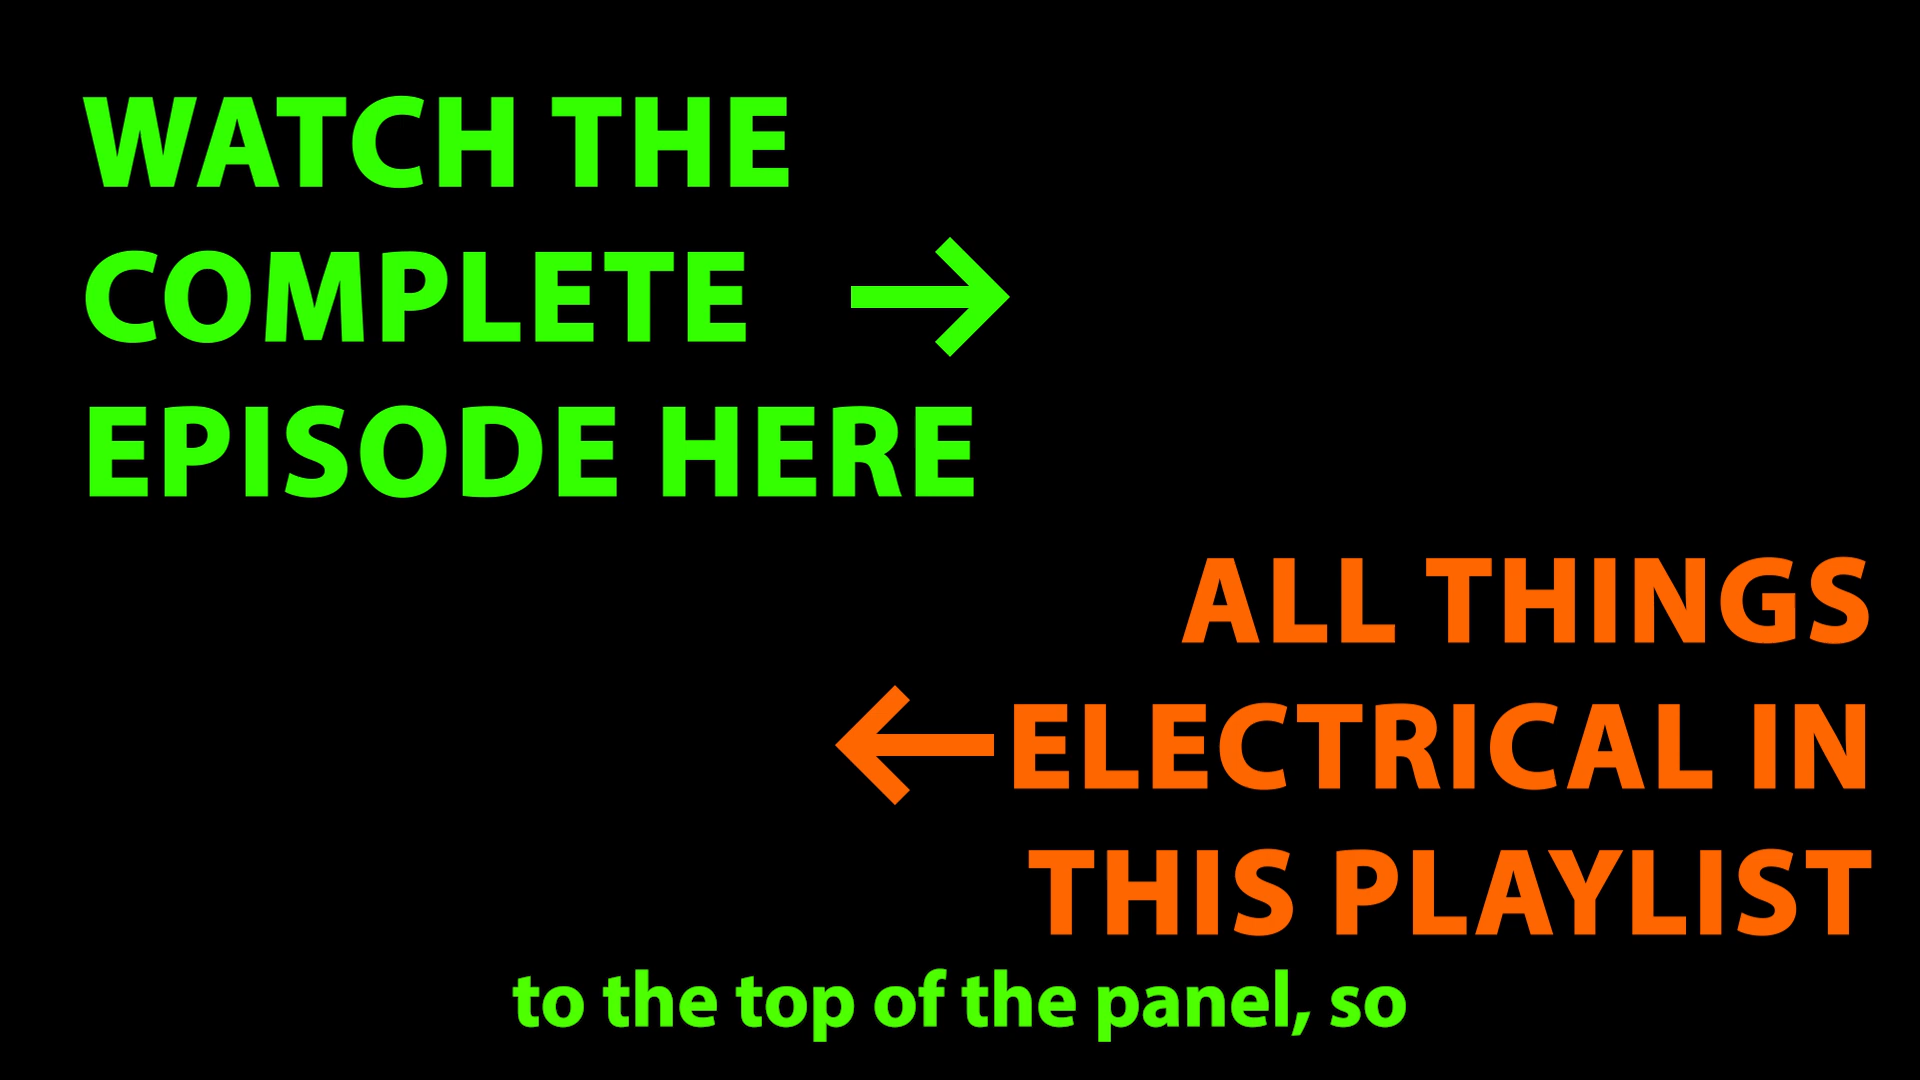 WATCH THE
COMPLETE
EPISODE HERE
ALL THINGS
ELECTRICAL IN
THIS PLAYLIST
to the top of the panel, so